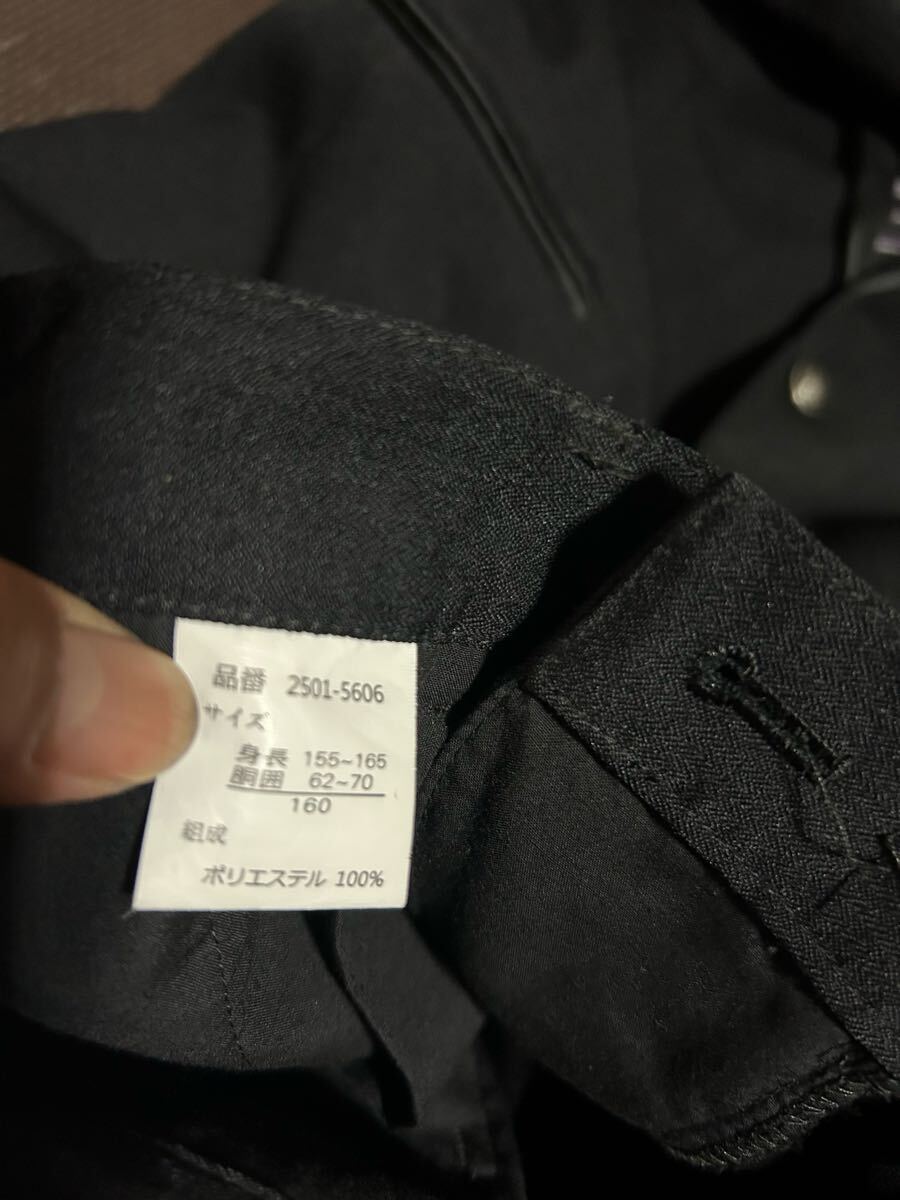 品番 2501-5606
サイズ
身長 155~165
胴囲 62~70
160
組成
ポリエステル 100%